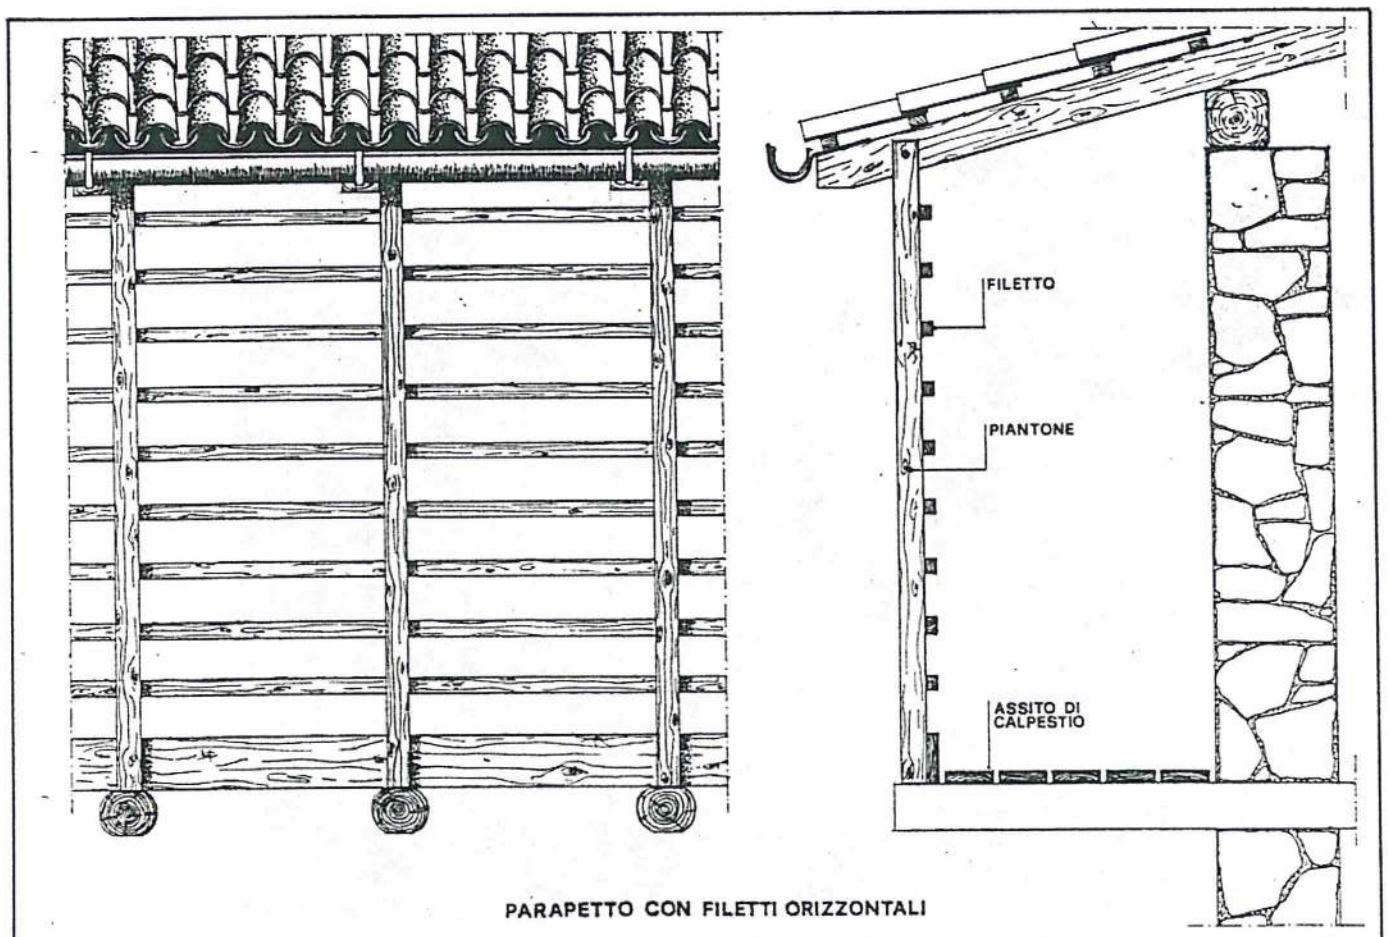 FILETTO
PIANTONE
ASSITO DI
CALPESTIO
PARAPETTO CON FILETTI ORIZZONTALI